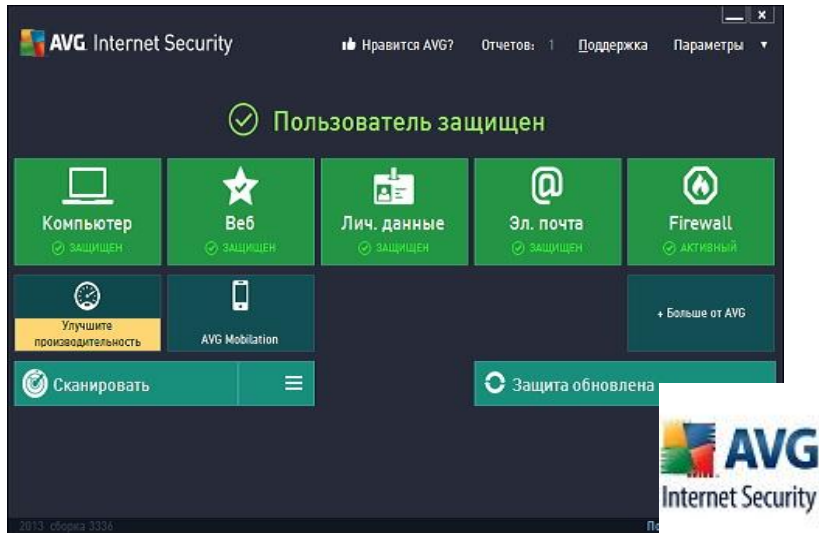 AVG. Internet Security
Нравится AVG? Отчетов: 1 Поддержка Параметры
Пользователь защищен
Компьютер
ЗАЩИЩЕН
Веб
ЗАЩИЩЕН
Лич. данные
ЗАЩИЩЕН
Эл. почта
ЗАЩИЩЕН
Firewall
АКТИВНЫЙ
Улучшите
производительность
AVG Mobilation
+ Больше от AVG
Сканировать
Защита обновлена
AVG
Internet Security
2013 сборка 3336